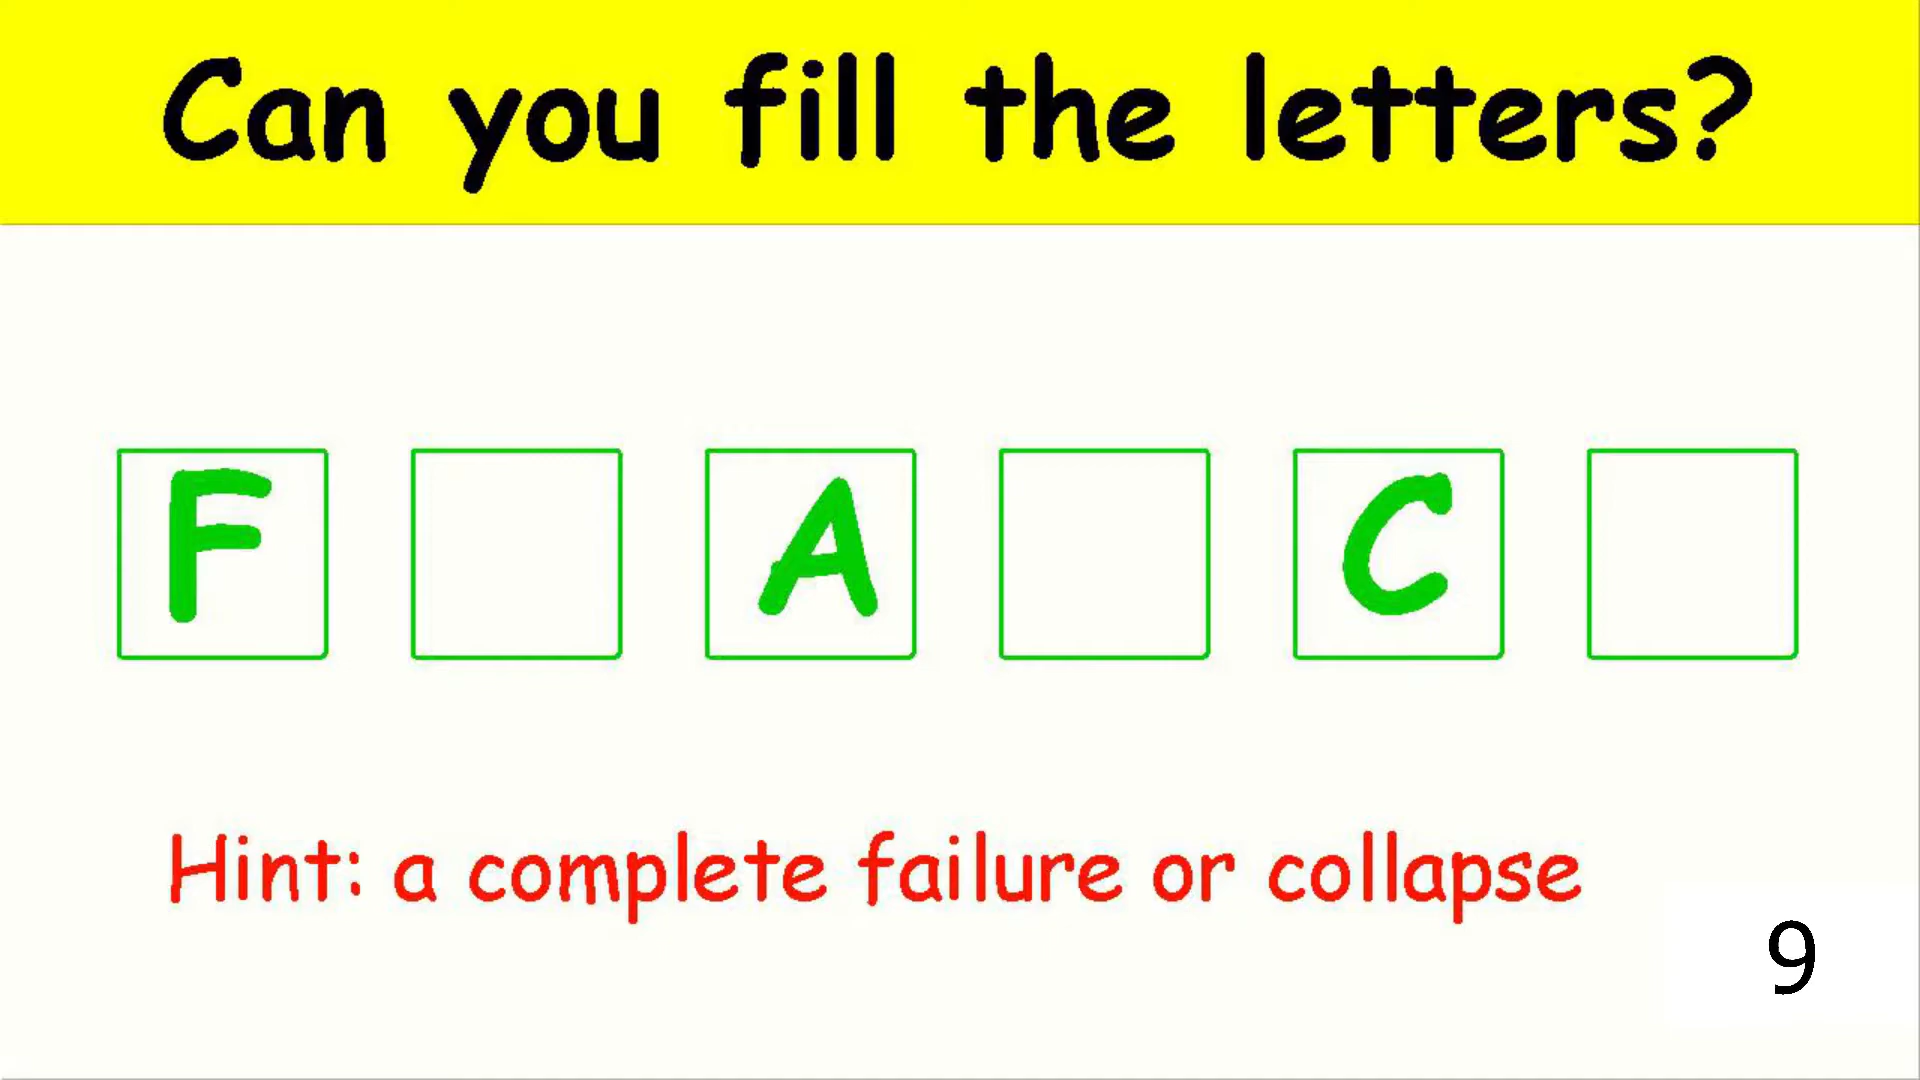 Can you fill the letters?
F A C
Hint: a complete failure or collapse
9